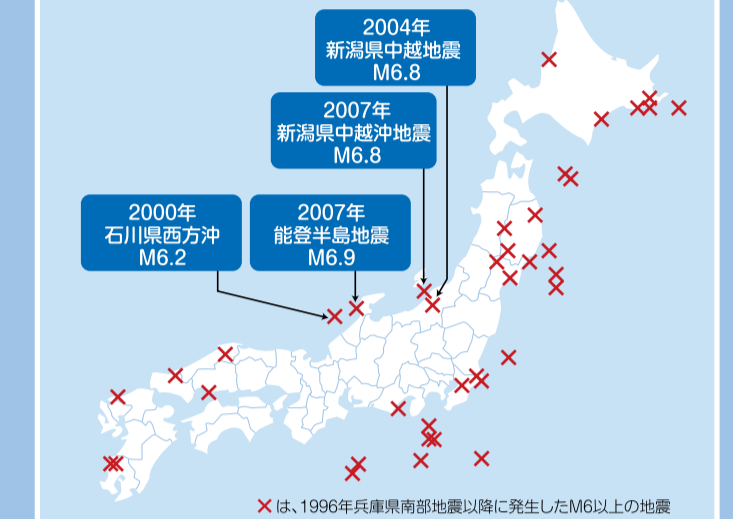 2004年
新潟県中越地震
M6.8
2007年
新潟県中越沖地震
M6.8
2000年
石川県西方沖
M6.2
2007年
能登半島地震
M6.9
×は、1996年兵庫県南部地震以降に発生したM6以上の地震